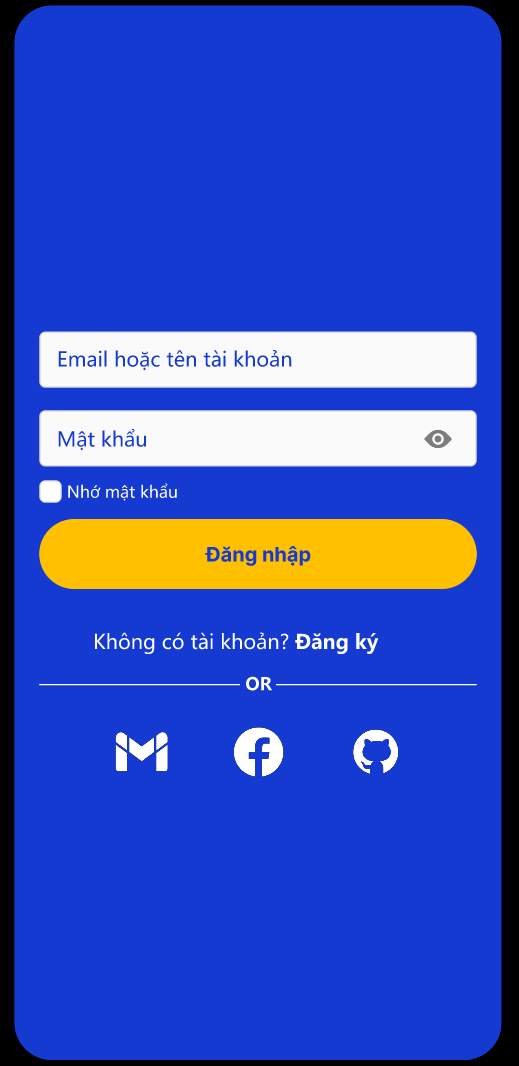 Email hoặc tên tài khoản
Mật khẩu
Nhớ mật khẩu
Đăng nhập
Không có tài khoản? Đăng ký
OR